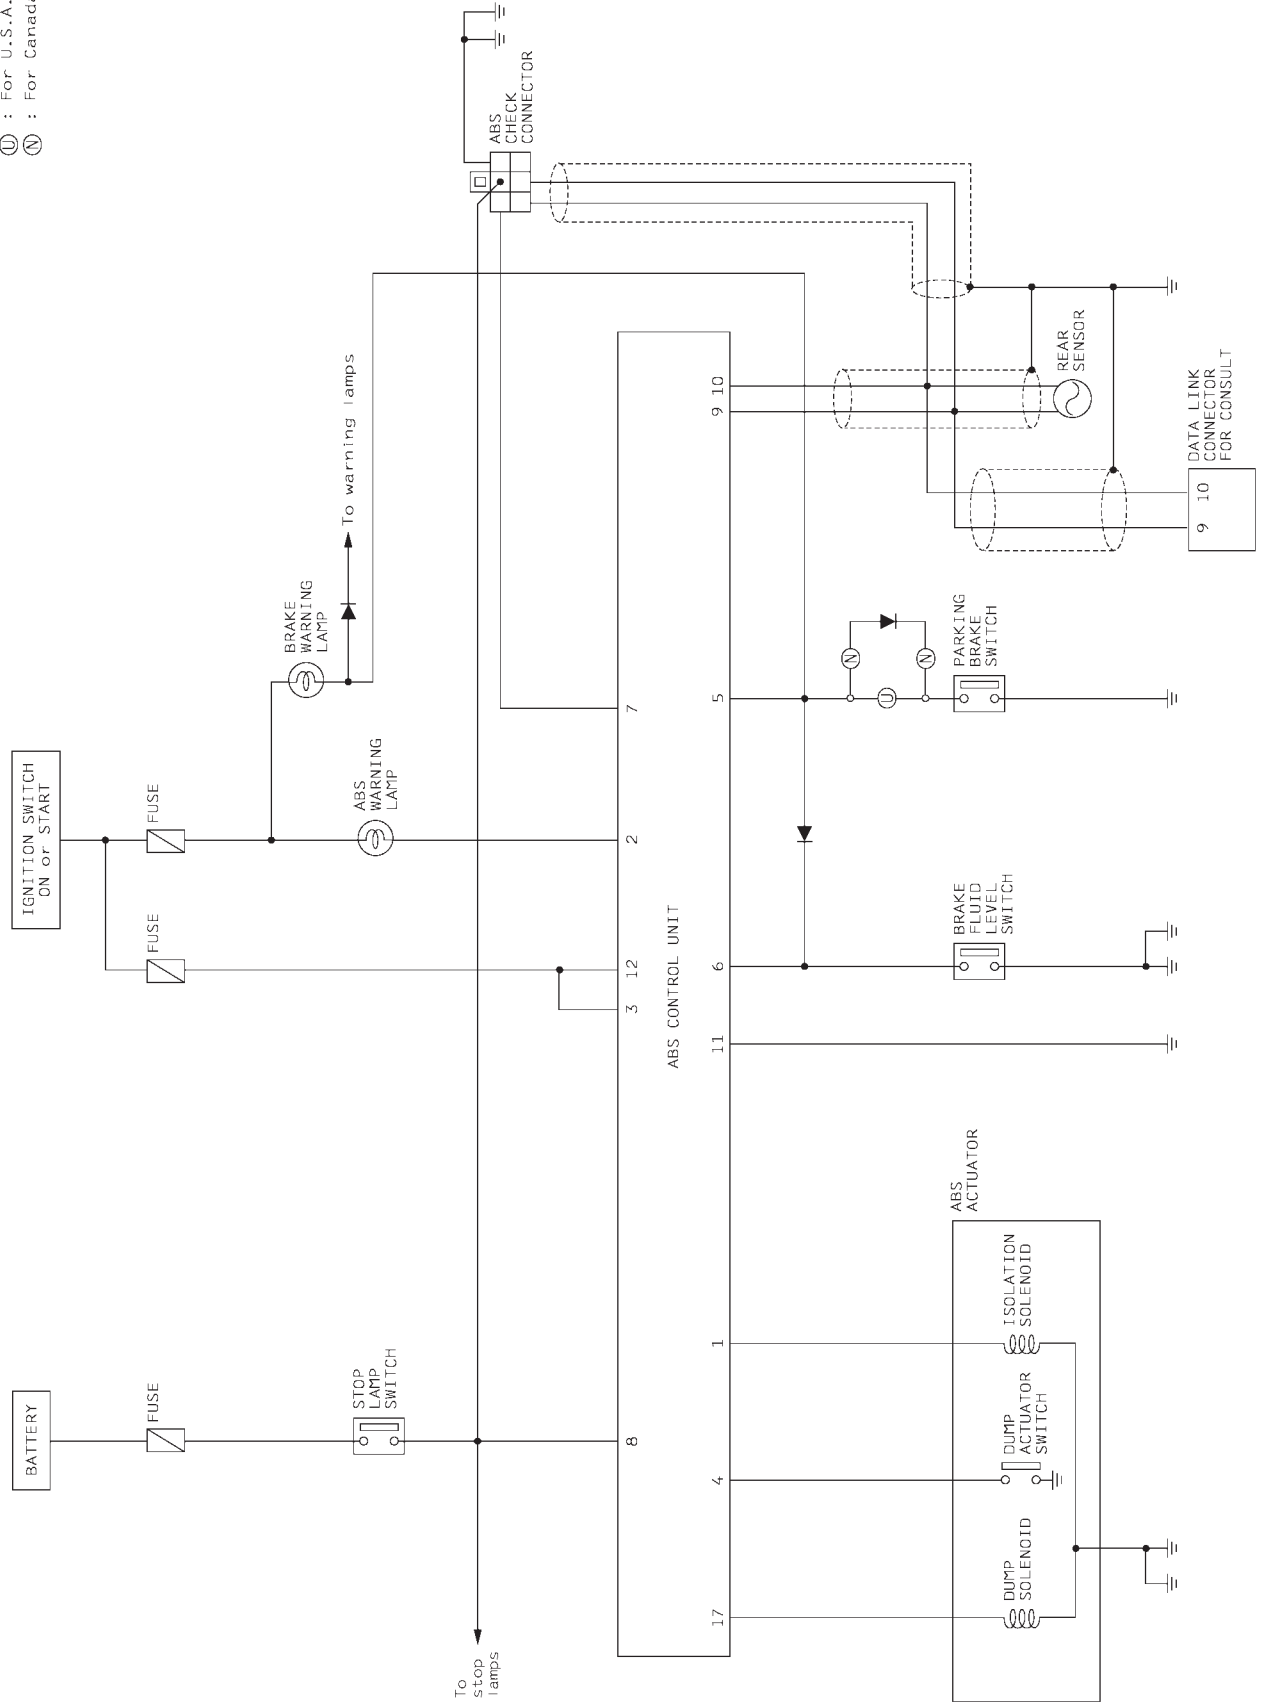 Ⓤ : For U.S.A.
Ⓝ : For Canada
BATTERY
IGNITION SWITCH
ON or START
FUSE
FUSE
FUSE
STOP
LAMP
SWITCH
ABS
WARNING
LAMP
BRAKE
WARNING
LAMP
To warning lamps
ABS
CHECK
CONNECTOR
To
stop
lamps
8
3
12
2
7
ABS CONTROL UNIT
17
4
1
11
6
5
9
10
N
U
N
ABS
ACTUATOR
DUMP
SOLENOID
DUMP
ACTUATOR
SWITCH
ISOLATION
SOLENOID
BRAKE
FLUID
LEVEL
SWITCH
PARKING
BRAKE
SWITCH
REAR
SENSOR
DATA LINK
CONNECTOR
FOR CONSULT
9
10